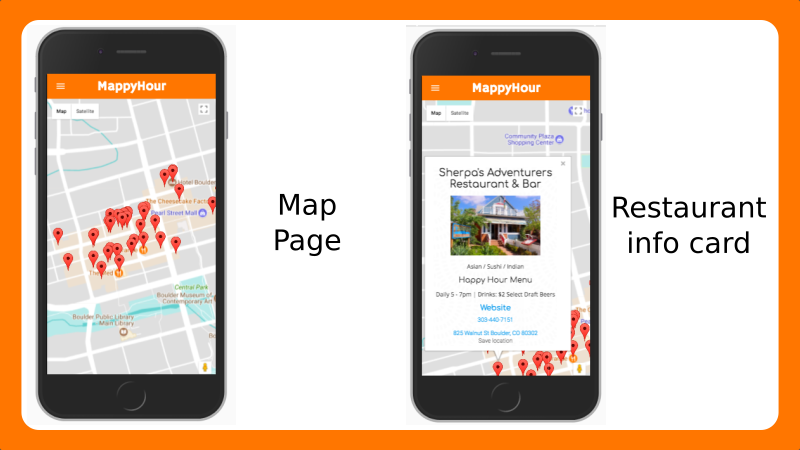 MappyHour
Map
Satellite
Hotel Boulder
The Cheesecake Fact
Pearl Street Mall
Central Park
Boulder Museum of
Contemporary Art
Boulder Public Library
Main Library
Map
Page
MappyHour
Map
Satellite
Community Plaza
Shopping Center
Sherpa's Adventurers
Restaurant & Bar
Asian / Sushi / Indian
Happy Hour Menu
Daily 5 - 7pm | Drinks: $2 Select Draft Beers
Website
303-440-7151
825 Walnut St Boulder, CO 80302
Save location
Restaurant
info card